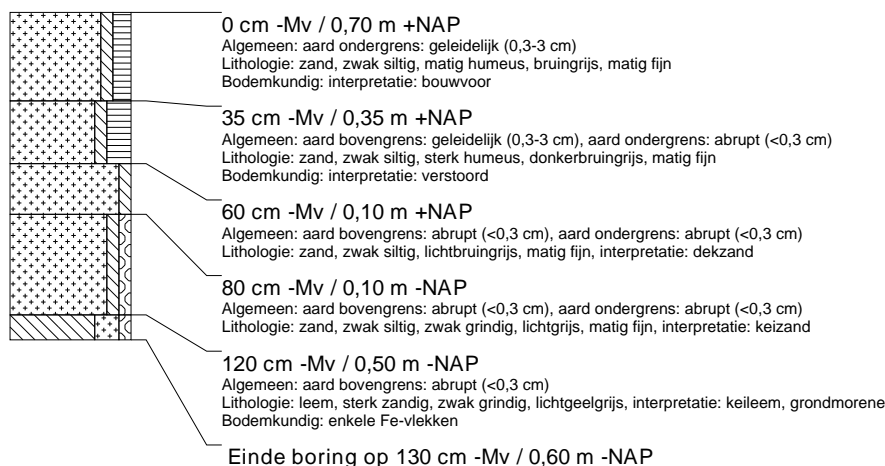 0 cm -Mv / 0,70 m +NAP
Algemeen: aard ondergrens: geleidelijk (0,3-3 cm)
Lithologie: zand, zwak siltig, matig humeus, bruingrijs, matig fijn
Bodemkundig: interpretatie: bouwvoor
35 cm -Mv / 0,35 m +NAP
Algemeen: aard bovengrens: geleidelijk (0,3-3 cm), aard ondergrens: abrupt (<0,3 cm)
Lithologie: zand, zwak siltig, sterk humeus, donkerbruingrijs, matig fijn
Bodemkundig: interpretatie: verstoord
60 cm -Mv / 0,10 m +NAP
Algemeen: aard bovengrens: abrupt (<0,3 cm), aard ondergrens: abrupt (<0,3 cm)
Lithologie: zand, zwak siltig, lichtbruingrijs, matig fijn, interpretatie: dekzand
80 cm -Mv / 0,10 m -NAP
Algemeen: aard bovengrens: abrupt (<0,3 cm), aard ondergrens: abrupt (<0,3 cm)
Lithologie: zand, zwak siltig, zwak grindig, lichtgrijs, matig fijn, interpretatie: keizand
120 cm -Mv / 0,50 m -NAP
Algemeen: aard bovengrens: abrupt (<0,3 cm)
Lithologie: leem, sterk zandig, zwak grindig, lichtgeelgrijs, interpretatie: keileem, grondmorene
Bodemkundig: enkele Fe-vlekken
Einde boring op 130 cm -Mv / 0,60 m -NAP